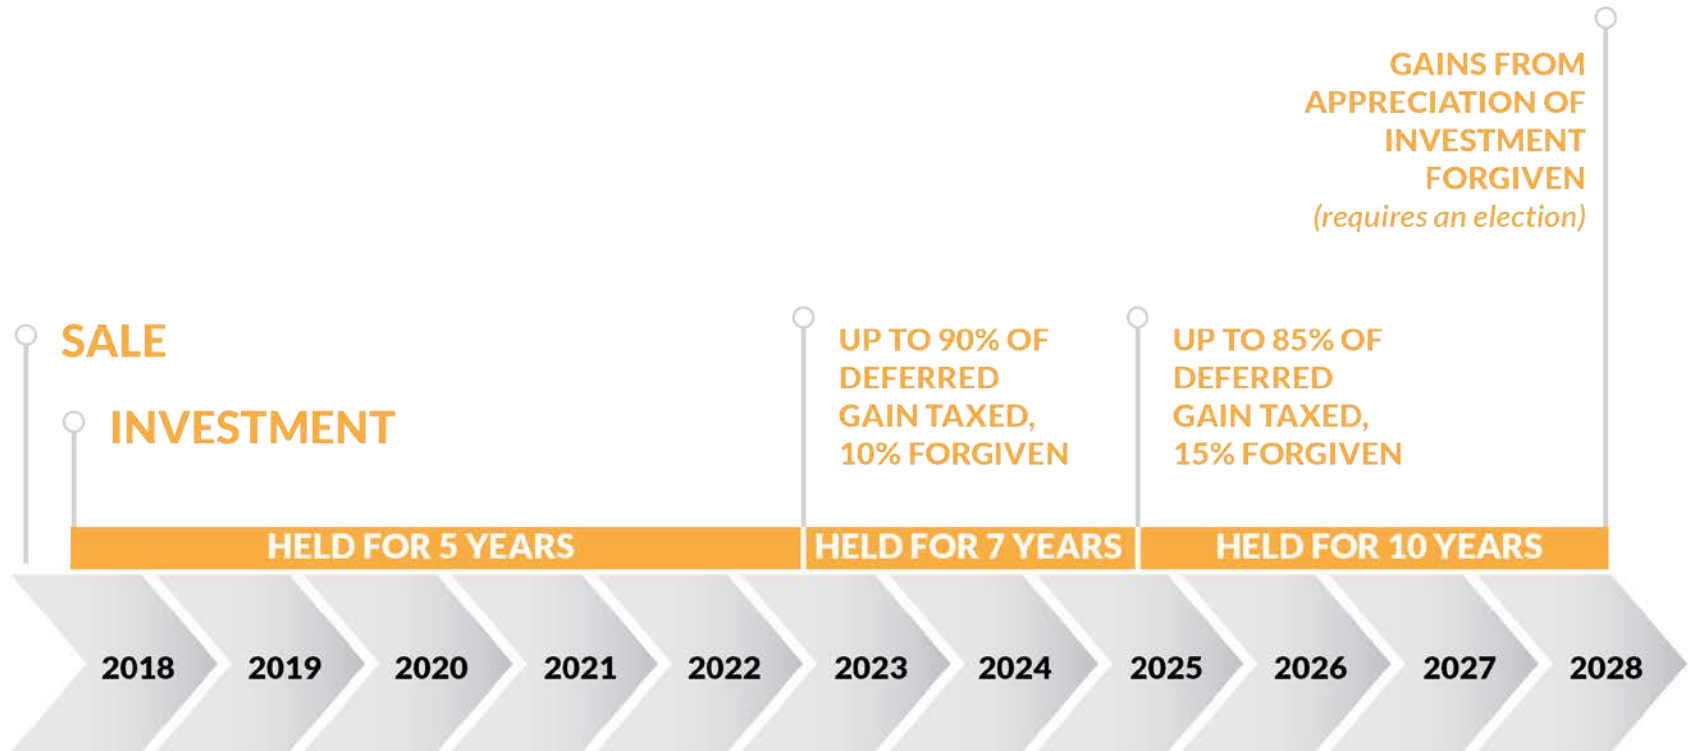 GAINS FROM
APPRECIATION OF
INVESTMENT
FORGIVEN
(requires an election)
SALE
INVESTMENT
UP TO 90% OF
DEFERRED
GAIN TAXED,
10% FORGIVEN
UP TO 85% OF
DEFERRED
GAIN TAXED,
15% FORGIVEN
HELD FOR 5 YEARS
HELD FOR 7 YEARS
HELD FOR 10 YEARS
2018
2019
2020
2021
2022
2023
2024
2025
2026
2027
2028